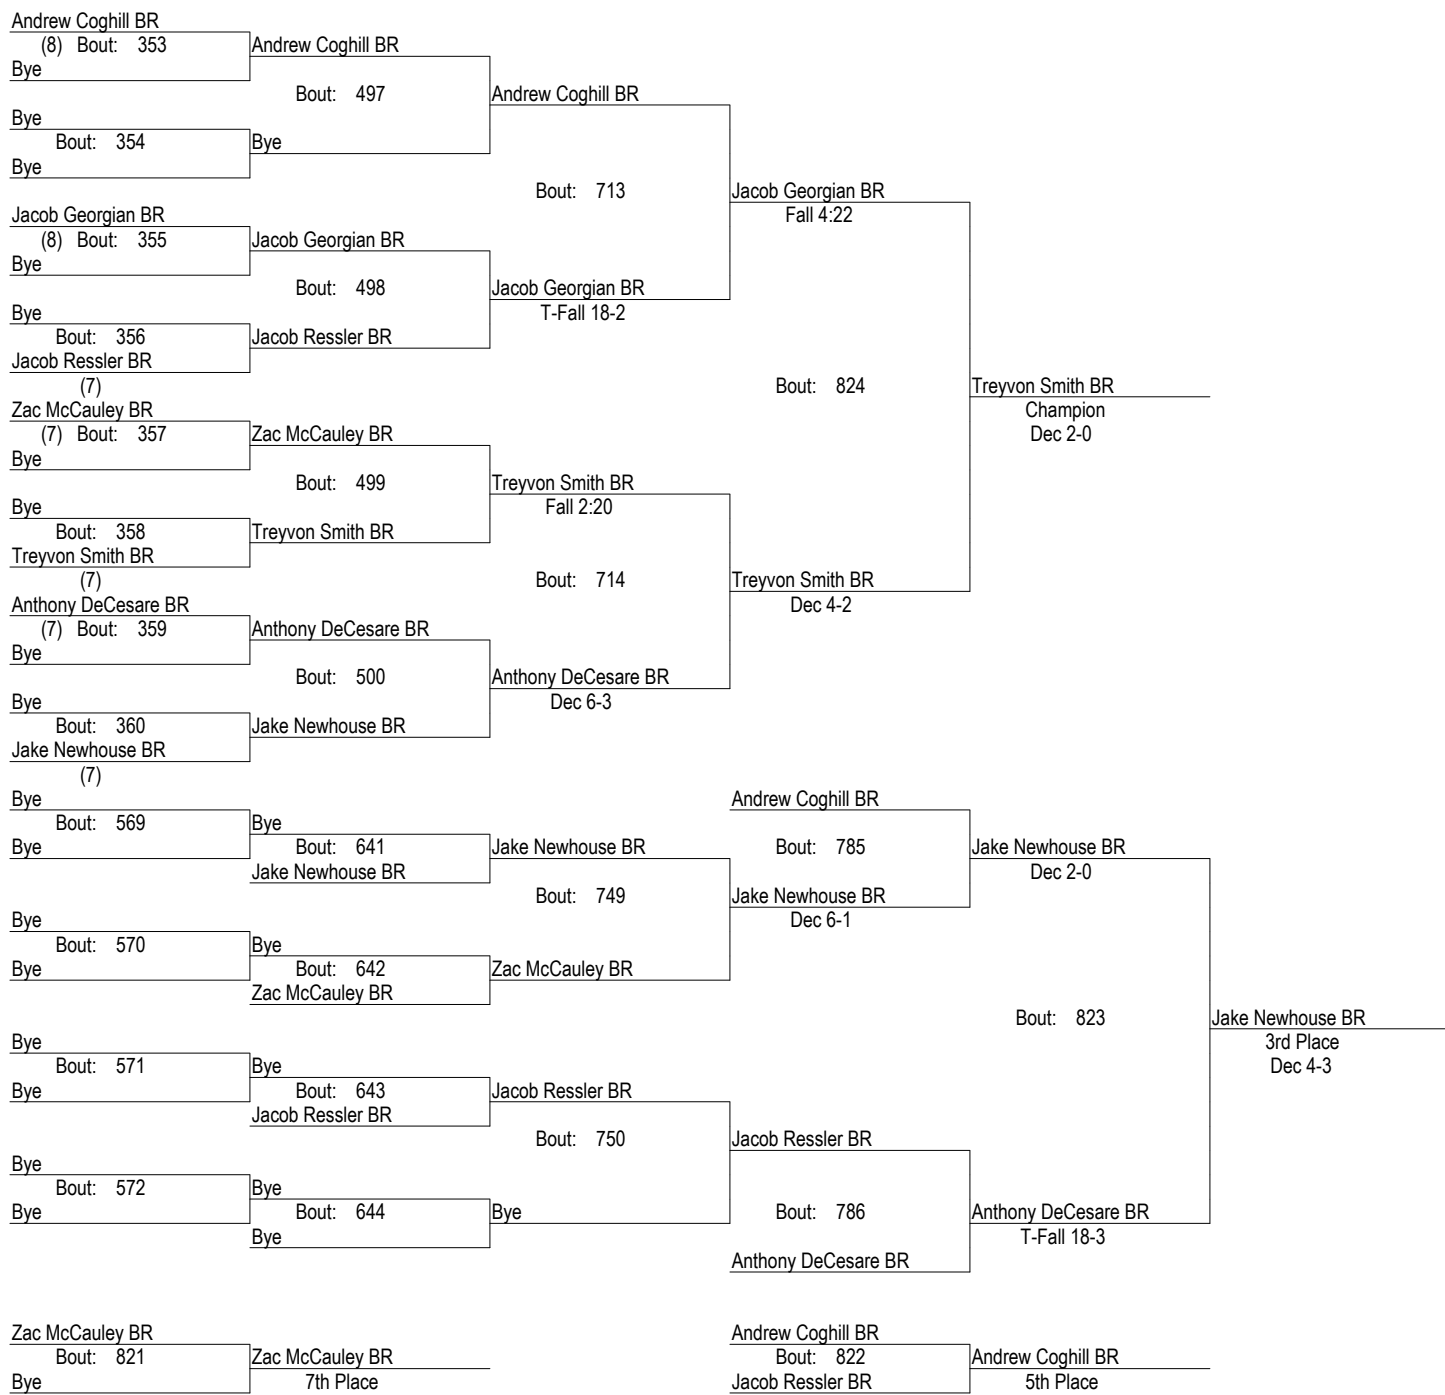 Andrew Coghill BR
(8) Bout: 353 Andrew Coghill BR
Bye
Bout: 497 Andrew Coghill BR
Bye
Bout: 354 Bye
Bye
Bout: 713 Jacob Georgian BR
Jacob Georgian BR Fall 4:22
(8) Bout: 355 Jacob Georgian BR
Bye
Bout: 498 Jacob Georgian BR
Bye T-Fall 18-2
Bout: 356 Jacob Ressler BR
Jacob Ressler BR
(7) Bout: 824 Treyvon Smith BR
Zac McCauley BR Champion
(7) Bout: 357 Zac McCauley BR Dec 2-0
Bye
Bout: 499 Treyvon Smith BR
Bye Fall 2:20
Bout: 358 Treyvon Smith BR
Treyvon Smith BR
(7) Bout: 714 Treyvon Smith BR
Anthony DeCesare BR Dec 4-2
(7) Bout: 359 Anthony DeCesare BR
Bye
Bout: 500 Anthony DeCesare BR
Bye Dec 6-3
Bout: 360 Jake Newhouse BR
Jake Newhouse BR
(7)
Bye Andrew Coghill BR
Bout: 569 Bye
Bye Bout: 641 Jake Newhouse BR Bout: 785 Jake Newhouse BR
Jake Newhouse BR Dec 2-0
Bout: 749 Jake Newhouse BR
Bye Dec 6-1
Bout: 570 Bye
Bye Bout: 642 Zac McCauley BR
Zac McCauley BR
Bout: 823 Jake Newhouse BR
Bye 3rd Place
Bout: 571 Bye Dec 4-3
Bye Bout: 643 Jacob Ressler BR
Jacob Ressler BR
Bout: 750 Jacob Ressler BR
Bye
Bout: 572 Bye
Bye Bout: 644 Bye Bout: 786 Anthony DeCesare BR
Bye T-Fall 18-3
Anthony DeCesare BR
Zac McCauley BR Andrew Coghill BR
Bout: 821 Zac McCauley BR Bout: 822 Andrew Coghill BR
Bye 7th Place Jacob Ressler BR 5th Place